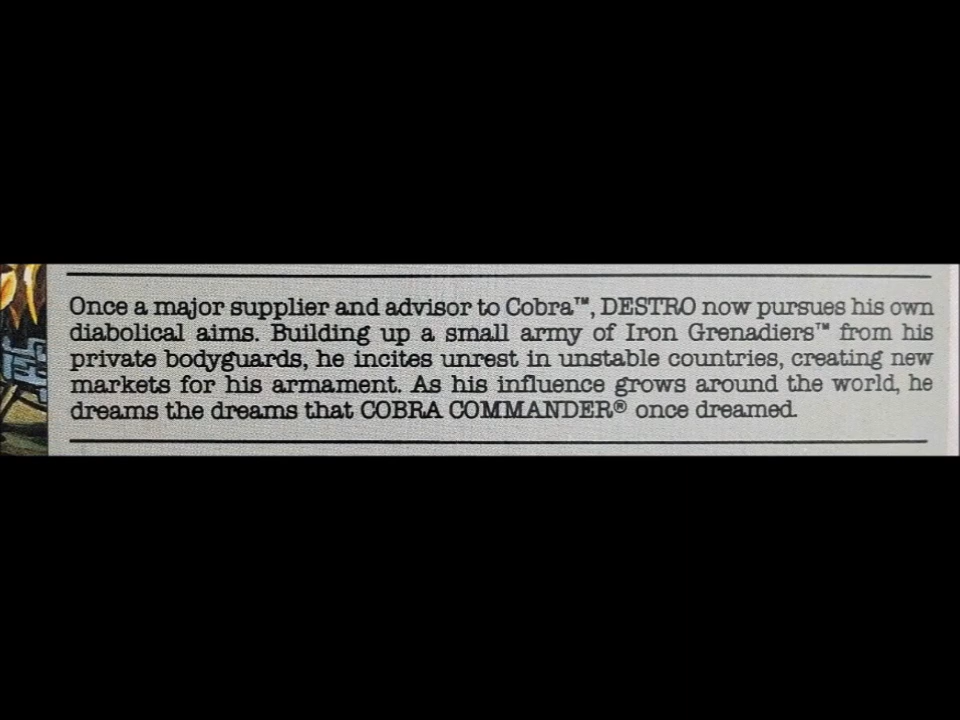 Once a major supplier and advisor to Cobra™, DESTRO now pursues his own
diabolical aims. Building up a small army of Iron Grenadiers™ from his
private bodyguards, he incites unrest in unstable countries, creating new
markets for his armament. As his influence grows around the world, he
dreams the dreams that COBRA COMMANDER® once dreamed.